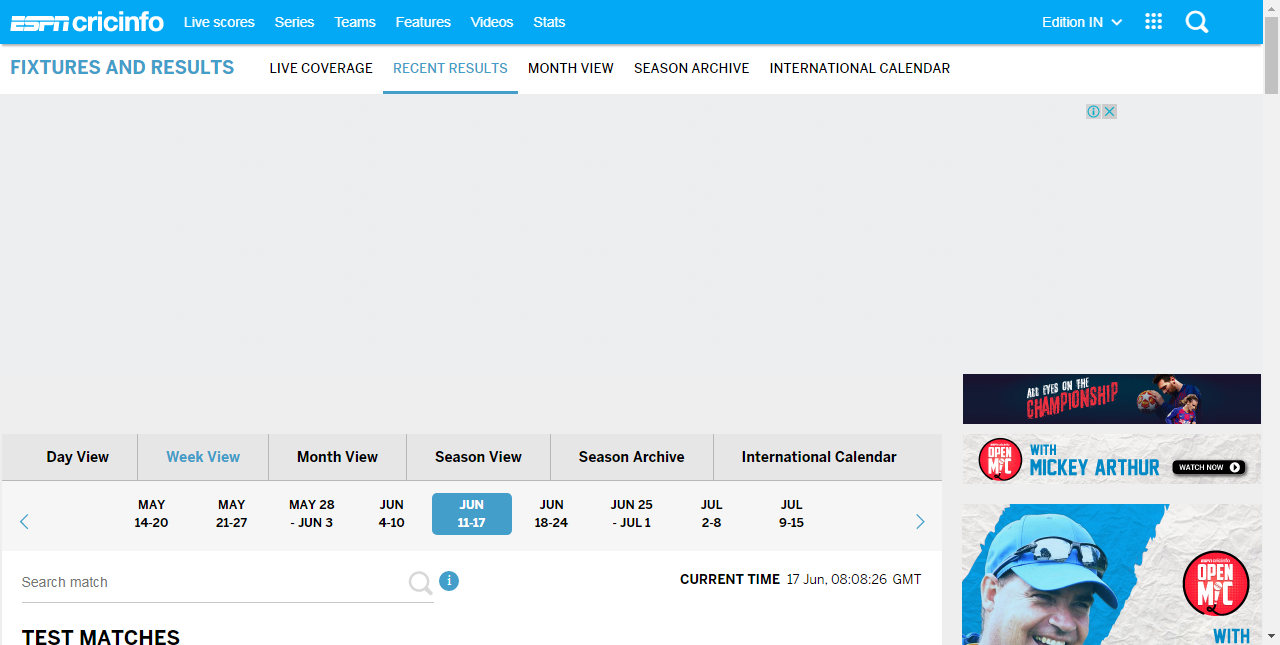 ESPN cricinfo Live scores Series Teams Features Videos Stats Edition IN
FIXTURES AND RESULTS LIVE COVERAGE RECENT RESULTS MONTH VIEW SEASON ARCHIVE INTERNATIONAL CALENDAR
ALL EYES ON THE
CHAMPIONSHIP
Day View Week View Month View Season View Season Archive International Calendar
ESPN cricinfo
OPEN
MIC
WITH
MICKEY ARTHUR
WATCH NOW
MAY MAY MAY 28 JUN JUN JUN JUN 25 JUL JUL
14-20 21-27 - JUN 3 4-10 11-17 18-24 - JUL 1 2-8 9-15
Search match
i
CURRENT TIME 17 Jun, 08:08:26 GMT
ESPN cricinfo
OPEN
MIC
WITH
TEST MATCHES